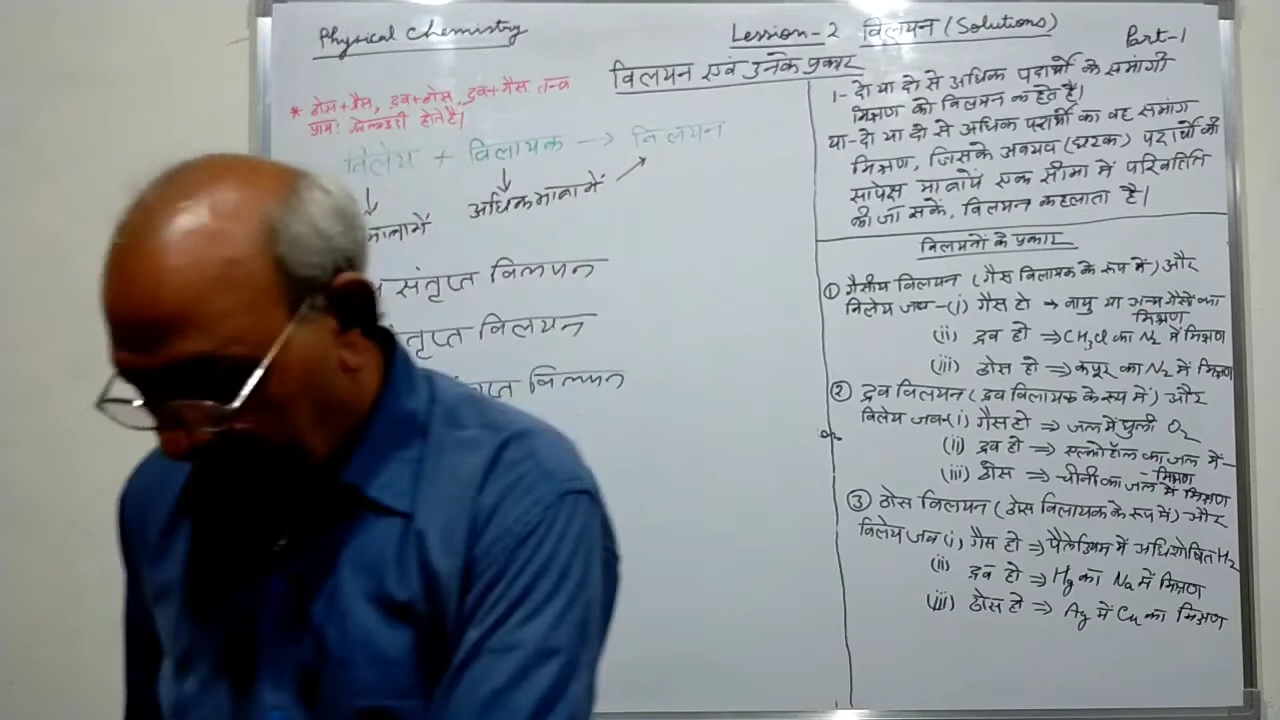 Physical Chemistry
Lession-2 विलयन (Solutions)
Part-1
विलयन एवं उनके प्रकार
* ठोस+गैस, द्रव+ठोस, द्रव+गैस तन्त्र
प्रायः कोलाइडी होते हैं।
विलेय + विलायक → विलयन
मात्रा में
अधिक मात्रा में
संतृप्त विलयन
संतृप्त विलयन
विलयन
1- दो या दो से अधिक पदार्थों के समांगी
मिश्रण को विलयन कहते हैं।
या-दो या दो से अधिक पदार्थों का वह समांग
मिश्रण, जिसके अवयव (घटक) पदार्थों की
सापेक्ष मात्रायें एक सीमा में परिवर्तित
की जा सकें, विलयन कहलाता है।
विलयनों के प्रकार
① गैसीय विलयन (गैस विलायक के रूप में) और
विलेय जब-(i) गैस हो → वायु या अन्य गैसों का
मिश्रण
(ii) द्रव हो ⇒ CH3Cl का N2 में मिश्रण
(iii) ठोस हो ⇒ कपूर का N2 में मिश्रण
② द्रव विलयन (द्रव विलायक के रूप में) और
विलेय जब-(i) गैस हो ⇒ जल में घुली O2
(ii) द्रव हो ⇒ एल्कोहॉल का जल में-
-मिश्रण
(iii) ठोस ⇒ चीनी का जल में मिश्रण
③ ठोस विलयन (ठोस विलायक के रूप में) और
विलेय जब (i) गैस हो ⇒ पैलेडियम में अधिशोषित H2
(ii) द्रव हो ⇒ Hg का Na में मिश्रण
(iii) ठोस हो ⇒ Ag में Cu का मिश्रण